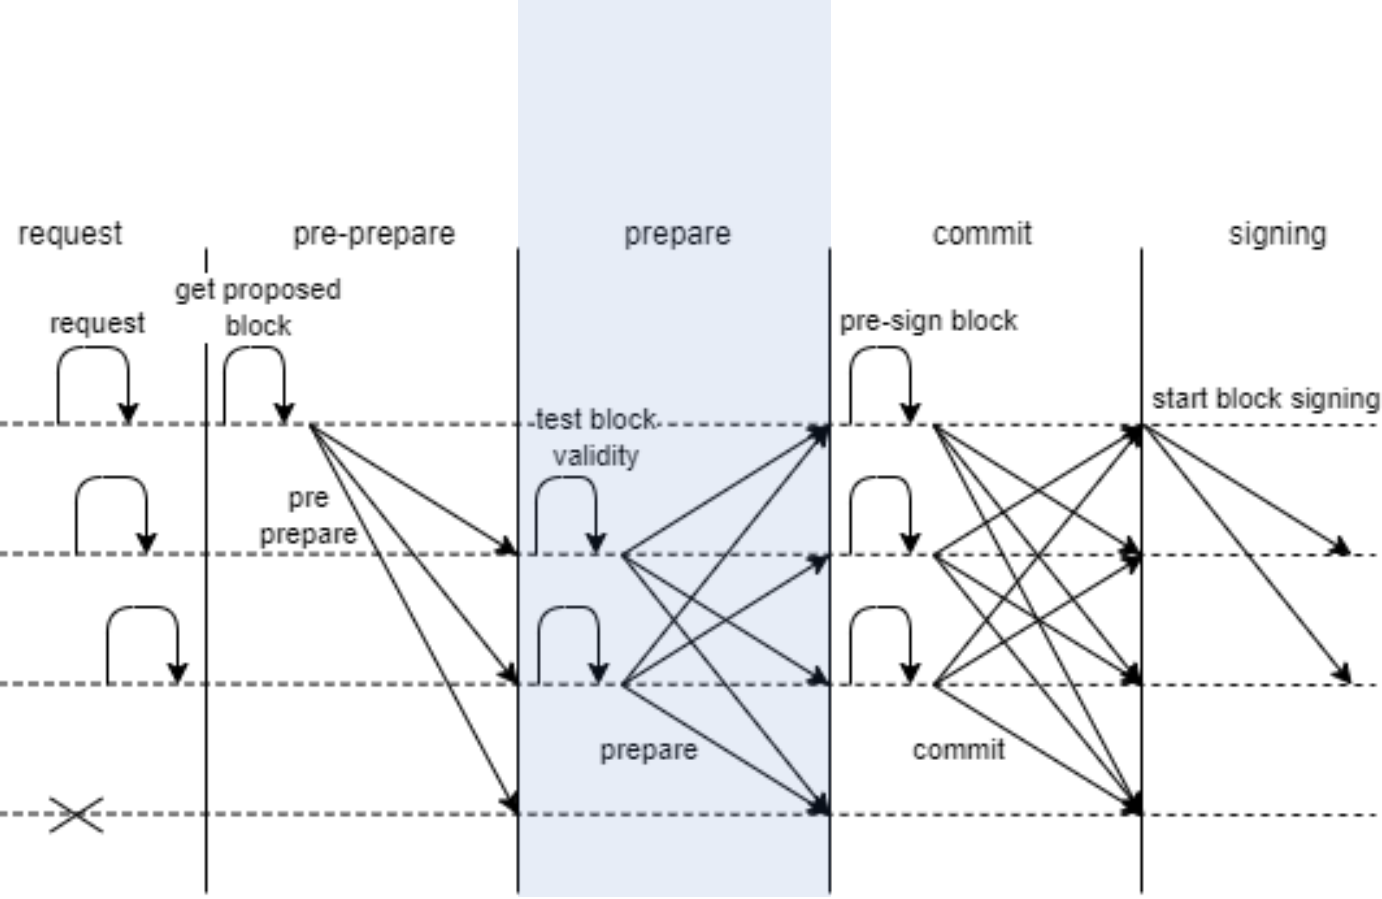 request
pre-prepare
prepare
commit
signing
get proposed
block
request
pre-sign block
start block signing
test block
validity
pre
prepare
prepare
commit